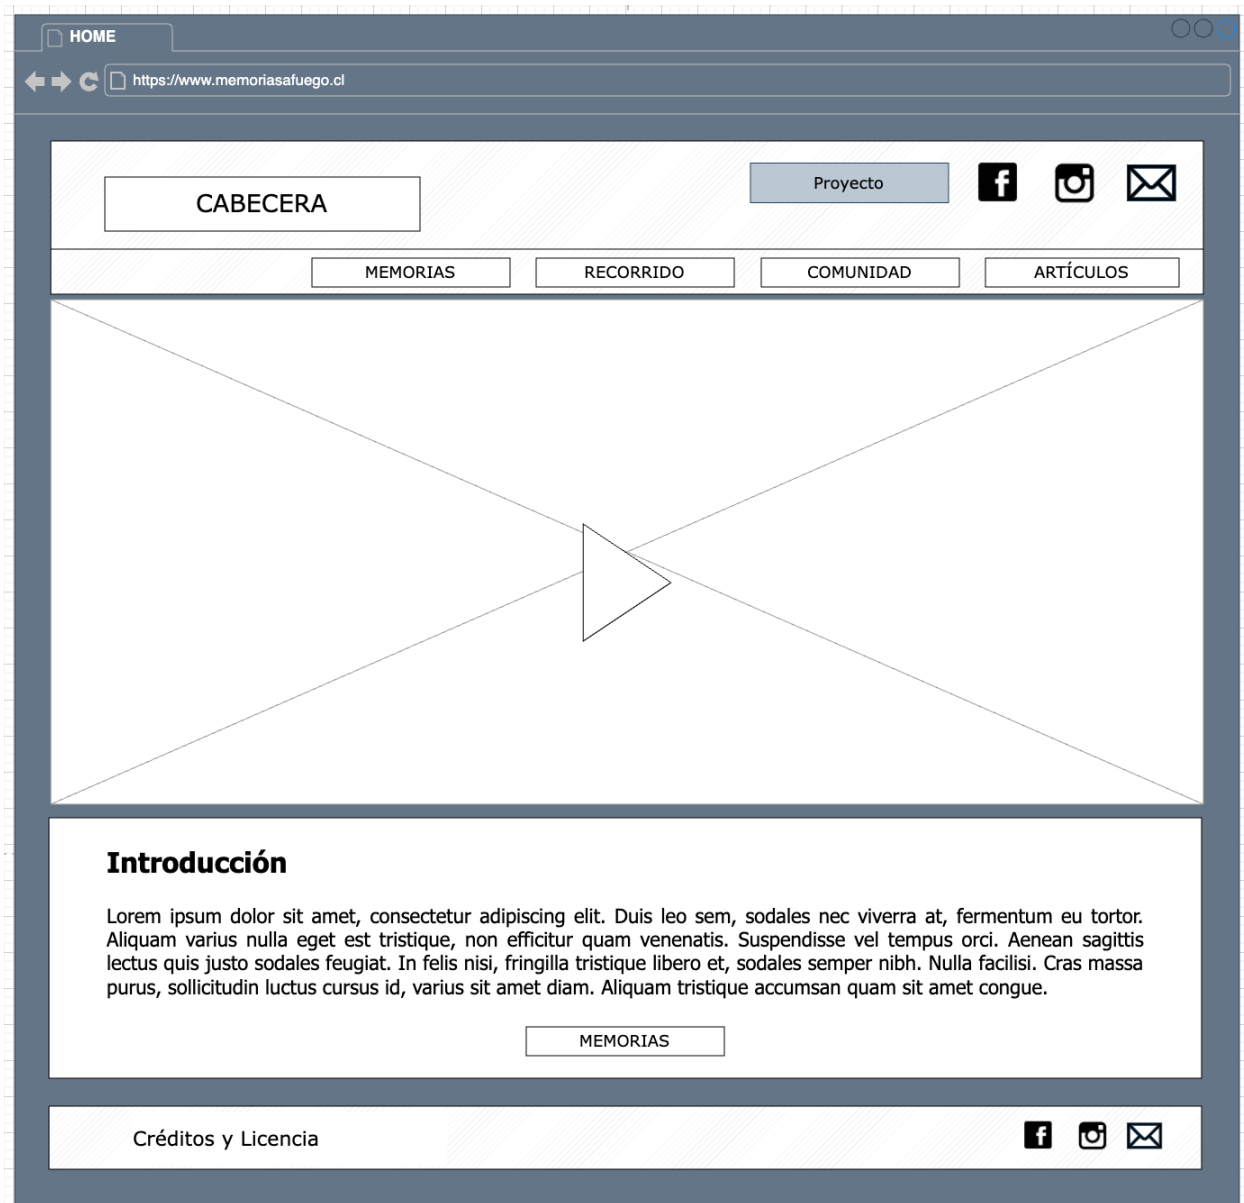 HOME
https://www.memoriasafuego.cl
Proyecto
CABECERA
MEMORIAS
RECORRIDO
COMUNIDAD
ARTÍCULOS
Introducción
Lorem ipsum dolor sit amet, consectetur adipiscing elit. Duis leo sem, sodales nec viverra at, fermentum eu tortor.
Aliquam varius nulla eget est tristique, non efficitur quam venenatis. Suspendisse vel tempus orci. Aenean sagittis
lectus quis justo sodales feugiat. In felis nisi, fringilla tristique libero et, sodales semper nibh. Nulla facilisi. Cras massa
purus, sollicitudin luctus cursus id, varius sit amet diam. Aliquam tristique accumsan quam sit amet congue.
MEMORIAS
Créditos y Licencia